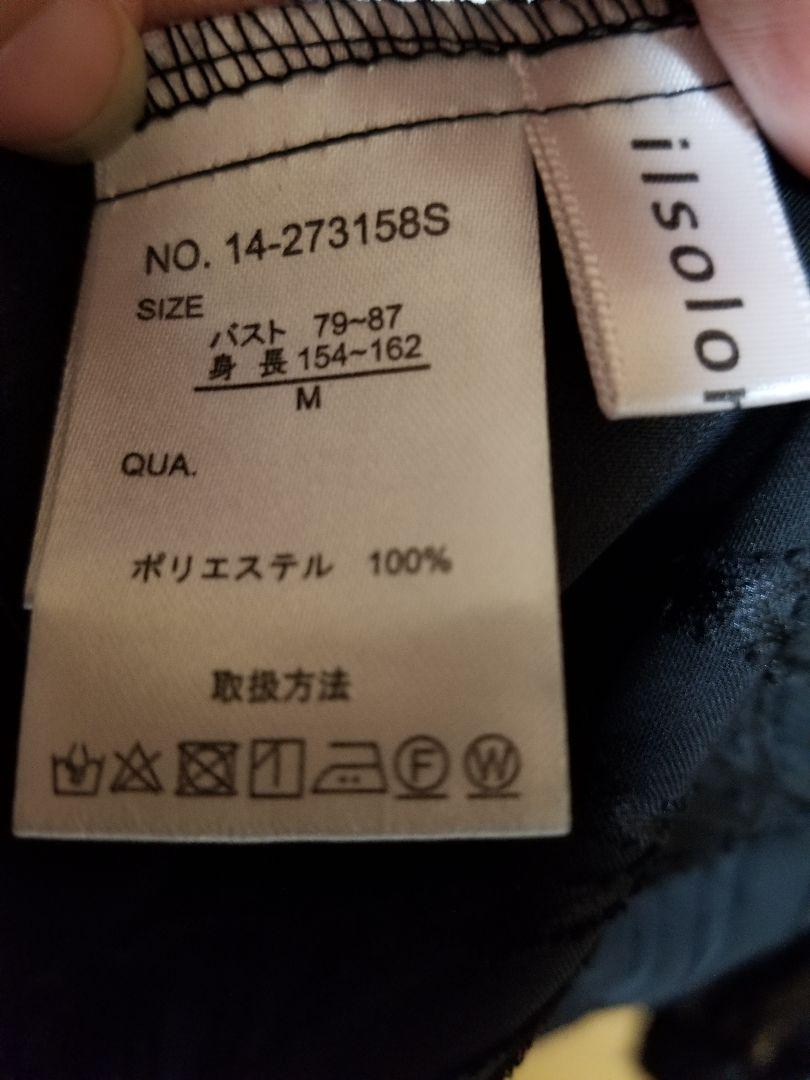 NO. 14-273158S
SIZE
バスト 79~87
身 長 154~162
M
QUA.
ポリエステル 100%
取扱方法
F W
ilsolo